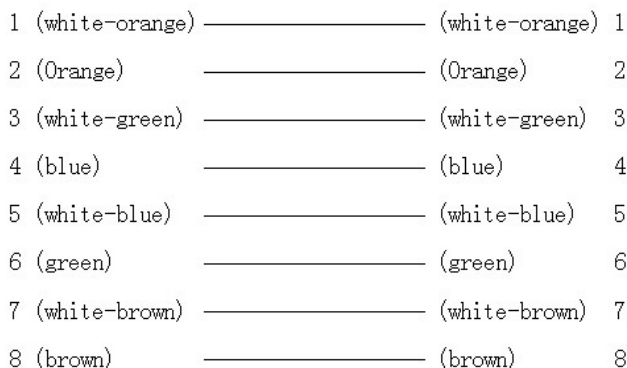 1 (white-orange) (white-orange) 1
2 (Orange) (Orange) 2
3 (white-green) (white-green) 3
4 (blue) (blue) 4
5 (white-blue) (white-blue) 5
6 (green) (green) 6
7 (white-brown) (white-brown) 7
8 (brown) (brown) 8